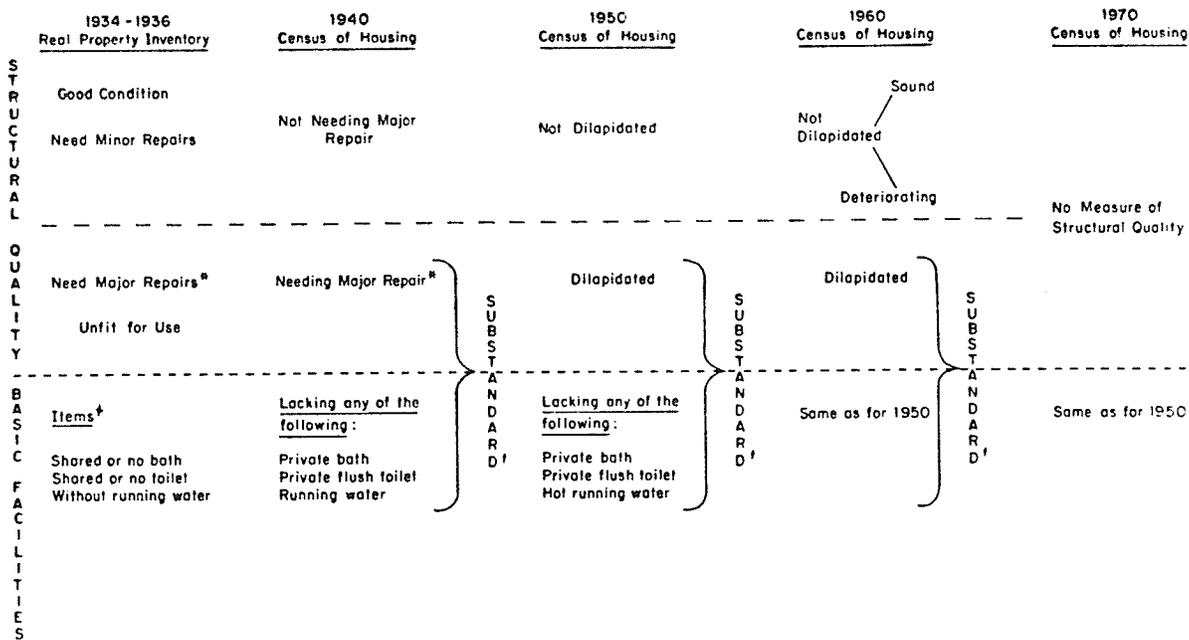 1934 - 1936
Real Property Inventory
1940
Census of Housing
1950
Census of Housing
1960
Census of Housing
1970
Census of Housing
STRUCTURAL QUALITY
Good Condition
Need Minor Repairs
Not Needing Major
Repair
Not Dilapidated
Sound
Not
Dilapidated
Deteriorating
No Measure of
Structural Quality
Need Major Repairs*
Unfit for Use
Needing Major Repair*
SUBSTANDARD†
Dilapidated
SUBSTANDARD†
Dilapidated
SUBSTANDARD†
BASIC FACILITIES
Items‡
Shared or no bath
Shared or no toilet
Without running water
Lacking any of the
following:
Private bath
Private flush toilet
Running water
Lacking any of the
following:
Private bath
Private flush toilet
Hot running water
Same as for 1950
Same as for 1950